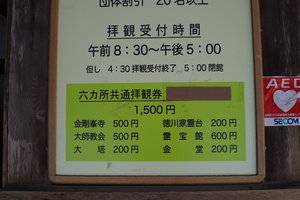 団体割引 20名以上
拝観受付時間
午前8:30~午後5:00
但し 4:30拝観受付終了 5:00閉館
六カ所共通拝観券
1,500円
金剛峯寺 500円 徳川家霊台 200円
大師教会 500円 霊宝館 600円
大塔 200円 金堂 200円
AED
SECOM